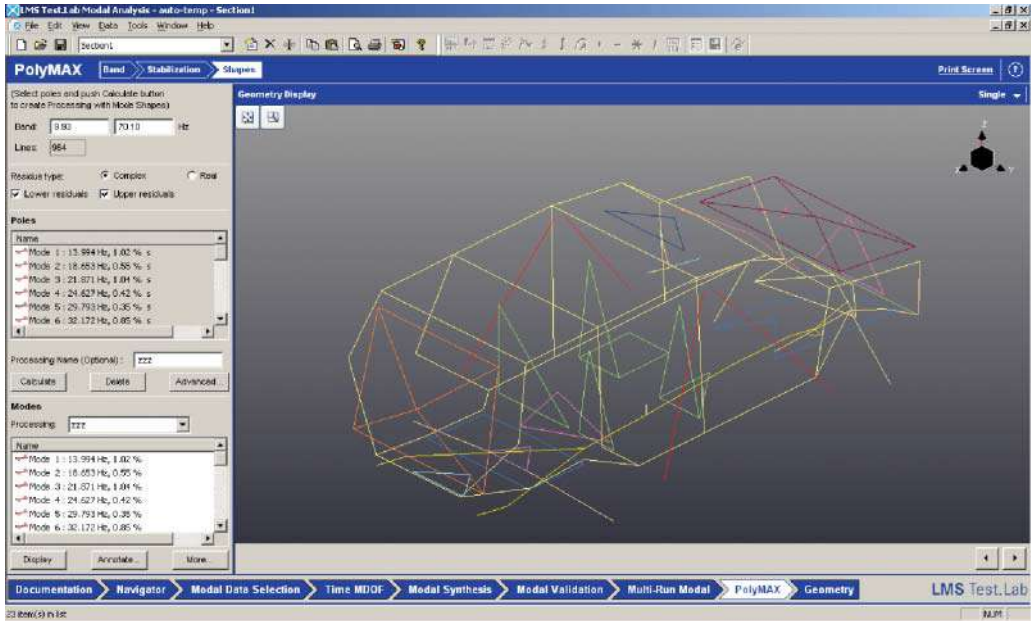 LMS Test.Lab Modal Analysis - auto-temp - Section1
File Edit View Data Tools Window Help
Section1
PolyMAX Band Stabilization Shapes Print Screen
(Select poles and push Calculate button
to create Processing with Mode Shapes)
Geometry Display Single
Band: 70.10 Hz
Lines: 964
Residue type: Complex Real
Lower residuals Upper residuals
Poles
Name
Mode 1 : 13.994 Hz, 1.02 % s
Mode 2 : 18.653 Hz, 0.55 % s
Mode 3 : 21.871 Hz, 1.04 % s
Mode 4 : 24.627 Hz, 0.42 % s
Mode 5 : 29.793 Hz, 0.35 % s
Mode 6 : 32.172 Hz, 0.85 % s
Processing Name (Optional) : zzz
Calculate Delete Advanced...
Modes
Processing: zzz
Name
Mode 1 : 13.994 Hz, 1.02 %
Mode 2 : 18.653 Hz, 0.55 %
Mode 3 : 21.871 Hz, 1.04 %
Mode 4 : 24.627 Hz, 0.42 %
Mode 5 : 29.793 Hz, 0.35 %
Mode 6 : 32.172 Hz, 0.85 %
Display Annotate... More...
Documentation Navigator Modal Data Selection Time MDOF Modal Synthesis Modal Validation Multi-Run Modal PolyMAX Geometry LMS Test.Lab
23 item(s) in list NUM